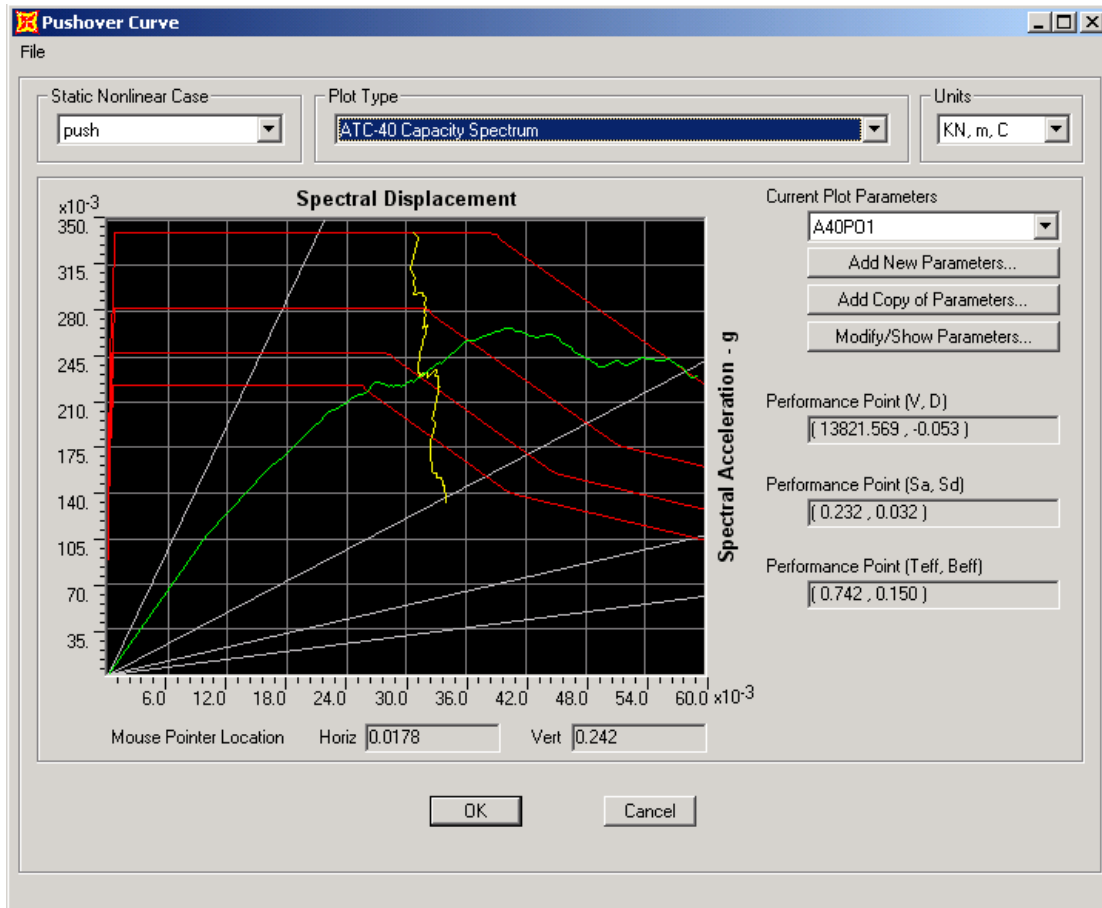 Pushover Curve
File
Static Nonlinear Case
push
Plot Type
ATC-40 Capacity Spectrum
Units
KN, m, C
Spectral Displacement
x10-3
350.
315.
280.
245.
210.
175.
140.
105.
70.
35.
6.0 12.0 18.0 24.0 30.0 36.0 42.0 48.0 54.0 60.0 x10-3
Spectral Acceleration - g
Mouse Pointer Location Horiz 0.0178 Vert 0.242
Current Plot Parameters
A40PO1
Add New Parameters...
Add Copy of Parameters...
Modify/Show Parameters...
Performance Point (V, D)
( 13821.569 , -0.053 )
Performance Point (Sa, Sd)
( 0.232 , 0.032 )
Performance Point (Teff, Beff)
( 0.742 , 0.150 )
OK
Cancel